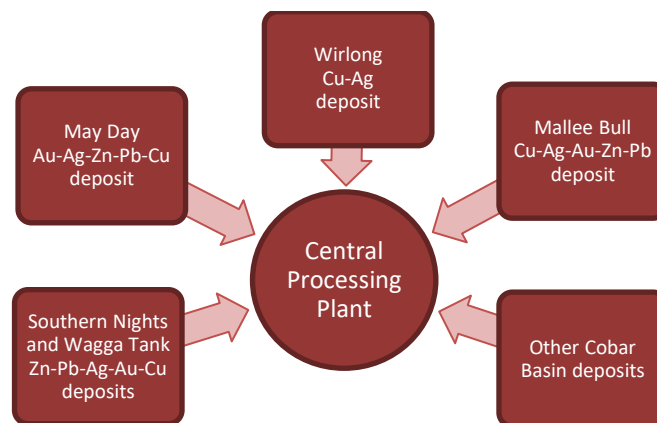 Wirlong
Cu-Ag
deposit
May Day
Au-Ag-Zn-Pb-Cu
deposit
Mallee Bull
Cu-Ag-Au-Zn-Pb
deposit
Central
Processing
Plant
Southern Nights
and Wagga Tank
Zn-Pb-Ag-Au-Cu
deposits
Other Cobar
Basin deposits